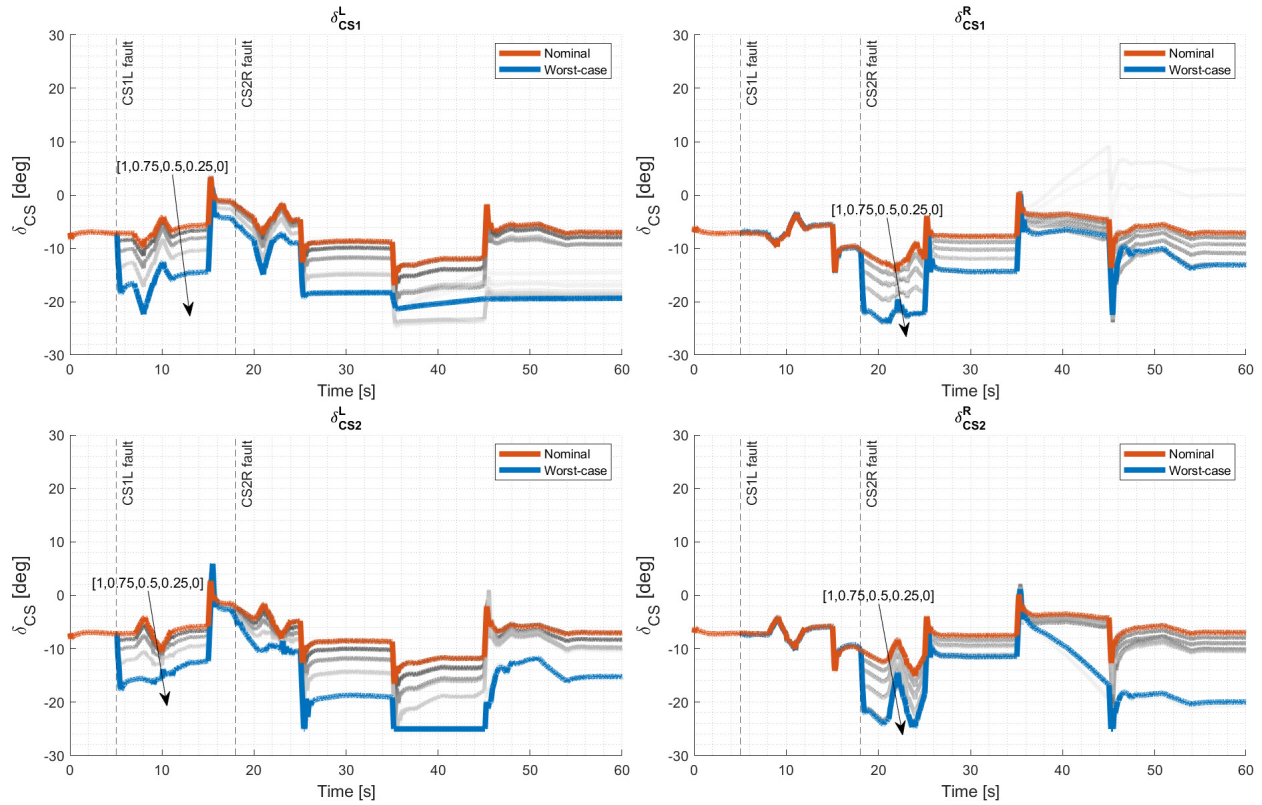 δ^L_CS1
30
20
10
0
-10
-20
-30
δ_CS [deg]
CS1L fault
CS2R fault
[1,0.75,0.5,0.25,0]
Nominal
Worst-case
0
10
20
30
40
50
60
Time [s]
δ^R_CS1
30
20
10
0
-10
-20
-30
δ_CS [deg]
CS1L fault
CS2R fault
[1,0.75,0.5,0.25,0]
Nominal
Worst-case
0
10
20
30
40
50
60
Time [s]
δ^L_CS2
30
20
10
0
-10
-20
-30
δ_CS [deg]
CS1L fault
CS2R fault
[1,0.75,0.5,0.25,0]
Nominal
Worst-case
0
10
20
30
40
50
60
Time [s]
δ^R_CS2
30
20
10
0
-10
-20
-30
δ_CS [deg]
CS1L fault
CS2R fault
[1,0.75,0.5,0.25,0]
Nominal
Worst-case
0
10
20
30
40
50
60
Time [s]